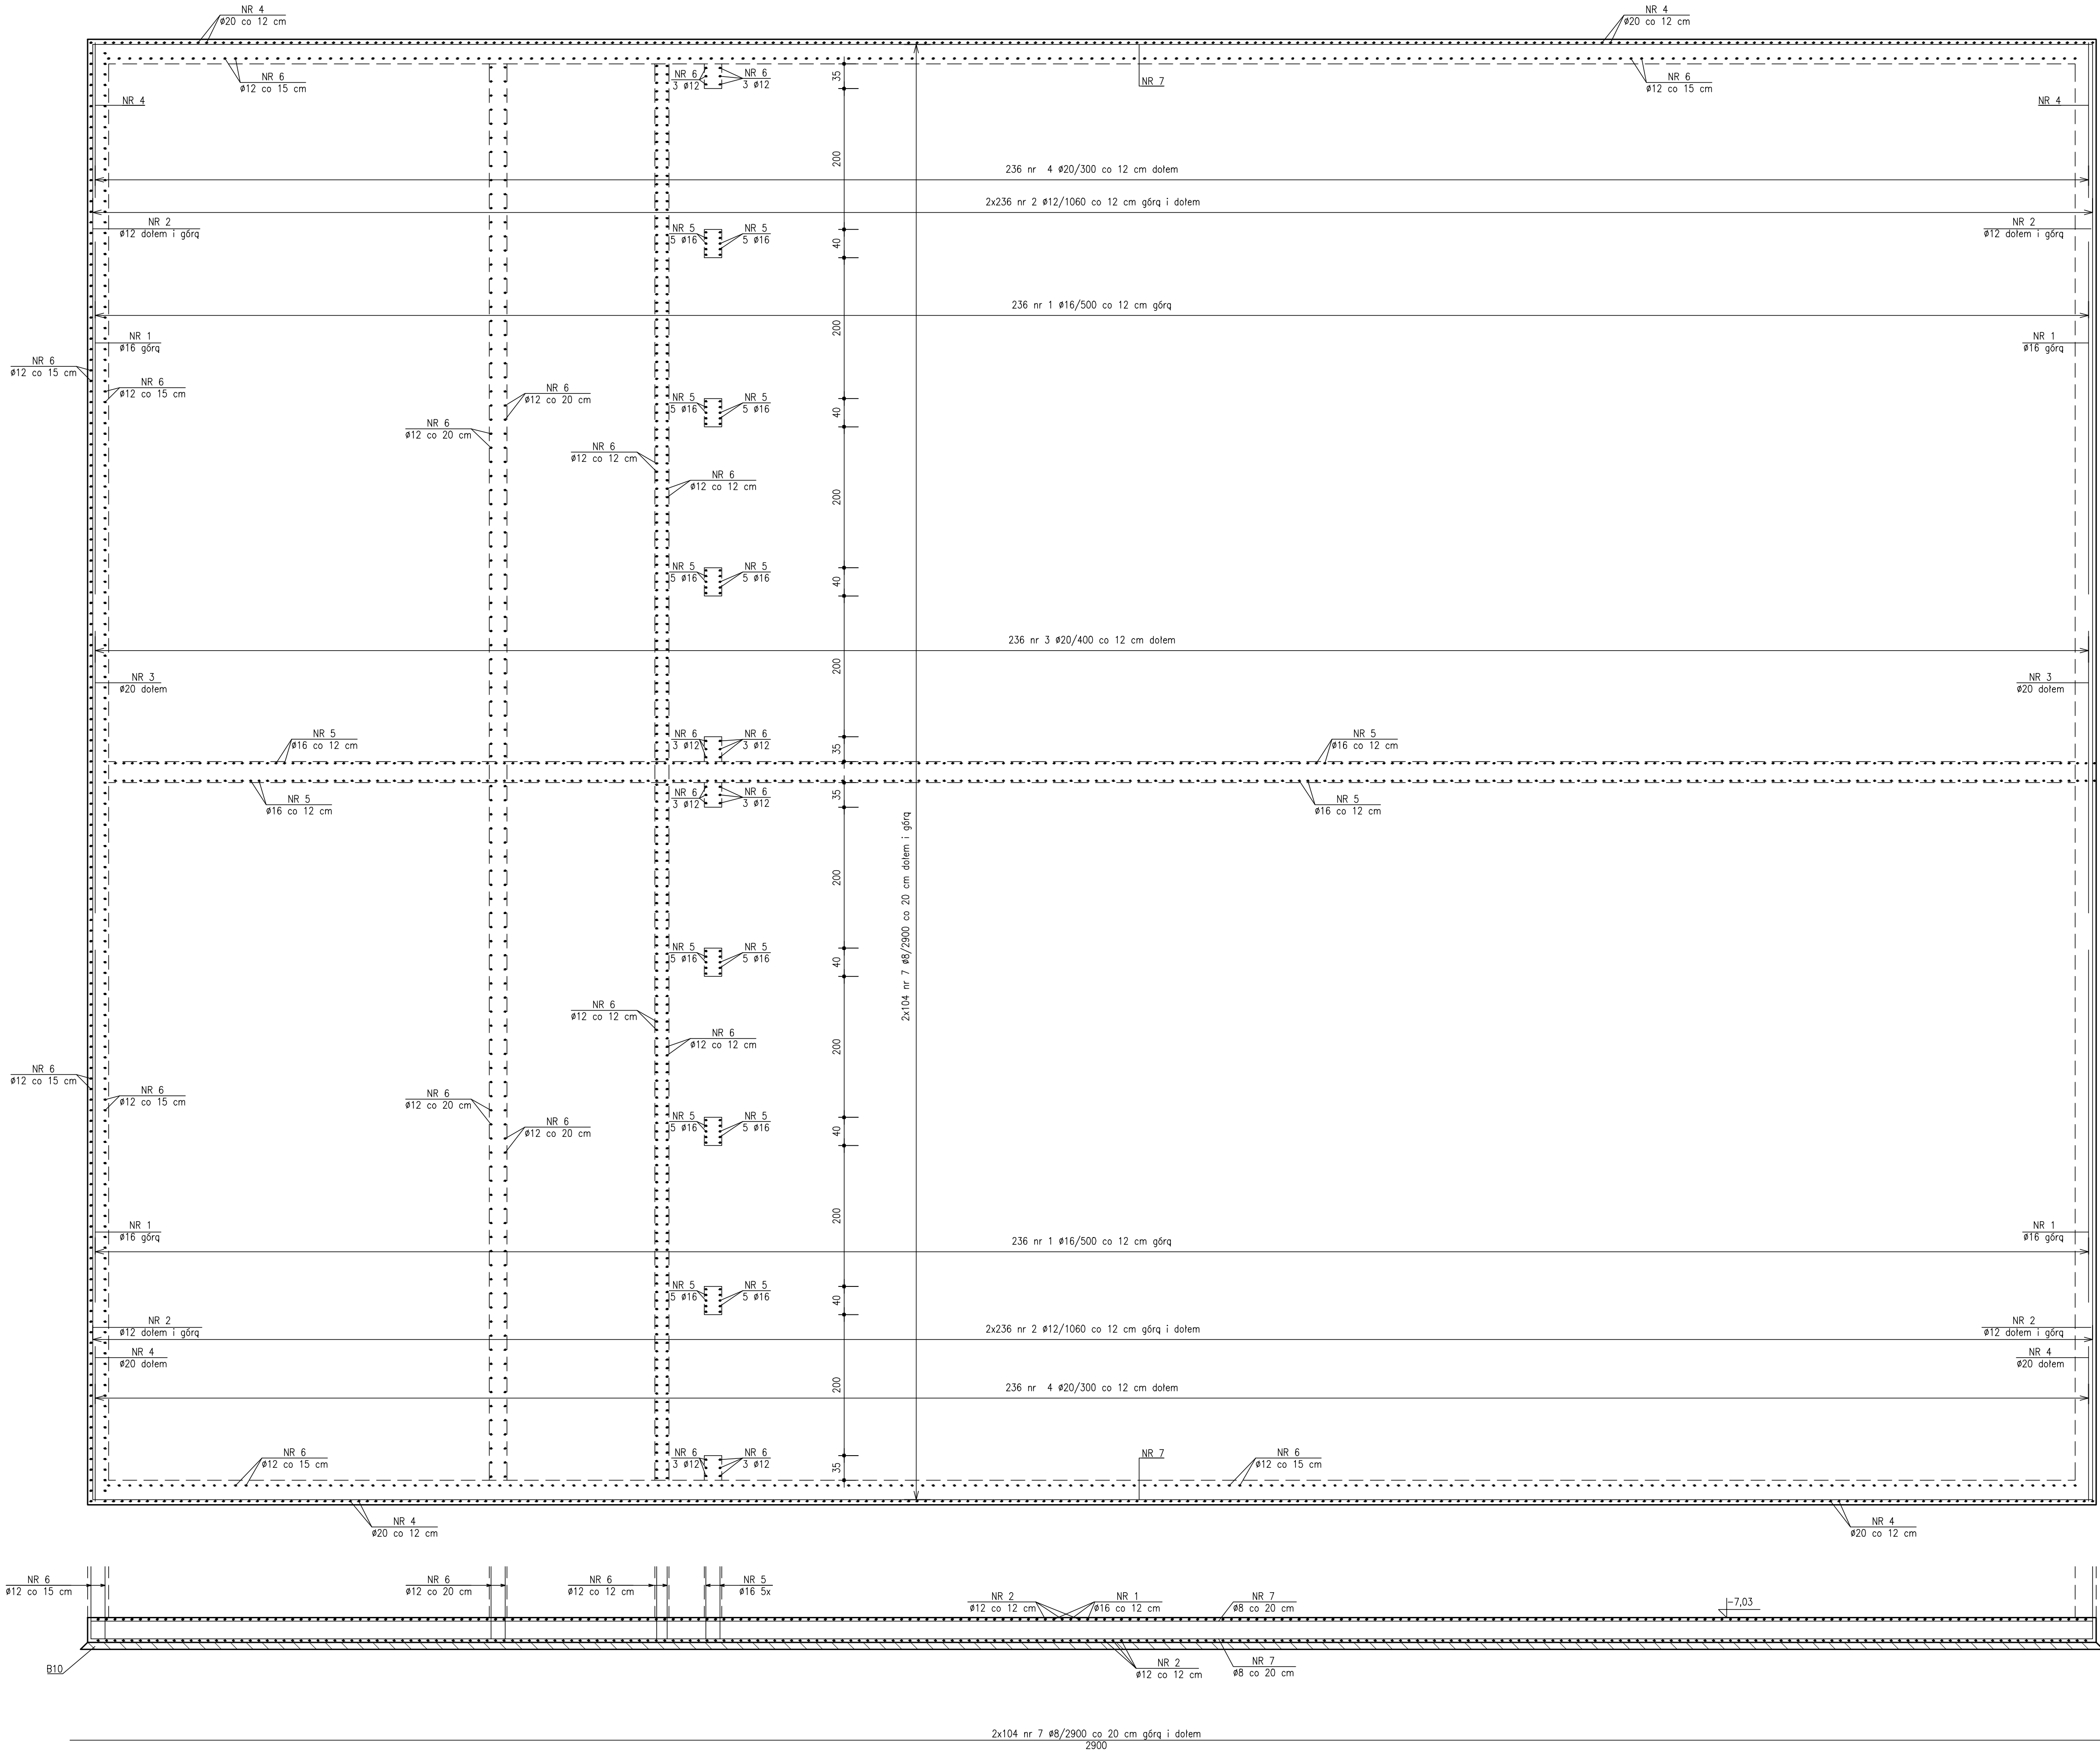 NR 4
ø20 co 12 cm
NR 4
ø20 co 12 cm
NR 6
ø12 co 15 cm
NR 6
3 ø12
NR 6
3 ø12
35
NR 7
NR 6
ø12 co 15 cm
NR 4
NR 4
200
236 nr 4 ø20/300 co 12 cm dołem
2x236 nr 2 ø12/1060 co 12 cm górą i dołem
NR 2
ø12 dołem i górą
NR 5
5 ø16
NR 5
5 ø16
40
NR 2
ø12 dołem i górą
236 nr 1 ø16/500 co 12 cm górą
200
NR 1
ø16 górą
NR 1
ø16 górą
NR 6
ø12 co 15 cm
NR 6
ø12 co 15 cm
NR 6
ø12 co 20 cm
NR 5
5 ø16
NR 5
5 ø16
40
NR 6
ø12 co 20 cm
NR 6
ø12 co 12 cm
NR 6
ø12 co 12 cm
200
NR 5
5 ø16
NR 5
5 ø16
40
236 nr 3 ø20/400 co 12 cm dołem
200
NR 3
ø20 dołem
NR 3
ø20 dołem
NR 5
ø16 co 12 cm
NR 6
3 ø12
NR 6
3 ø12
35
NR 5
ø16 co 12 cm
NR 5
ø16 co 12 cm
NR 6
3 ø12
NR 6
3 ø12
35
NR 5
ø16 co 12 cm
2x104 nr 7 ø8/2900 co 20 cm dołem i górą
200
NR 5
5 ø16
NR 5
5 ø16
40
NR 6
ø12 co 12 cm
NR 6
ø12 co 12 cm
200
NR 6
ø12 co 15 cm
NR 6
ø12 co 15 cm
NR 6
ø12 co 20 cm
NR 6
ø12 co 20 cm
NR 5
5 ø16
NR 5
5 ø16
40
200
NR 1
ø16 górą
236 nr 1 ø16/500 co 12 cm górą
NR 1
ø16 górą
NR 5
5 ø16
NR 5
5 ø16
40
NR 2
ø12 dołem i górą
2x236 nr 2 ø12/1060 co 12 cm górą i dołem
NR 2
ø12 dołem i górą
NR 4
ø20 dołem
NR 4
ø20 dołem
200
236 nr 4 ø20/300 co 12 cm dołem
NR 6
ø12 co 15 cm
NR 6
3 ø12
NR 6
3 ø12
35
NR 7
NR 6
ø12 co 15 cm
NR 4
ø20 co 12 cm
NR 4
ø20 co 12 cm
NR 6
ø12 co 15 cm
NR 6
ø12 co 20 cm
NR 6
ø12 co 12 cm
NR 5
ø16 5x
NR 2
ø12 co 12 cm
NR 1
ø16 co 12 cm
NR 7
ø8 co 20 cm
-7,03
B10
NR 2
ø12 co 12 cm
NR 7
ø8 co 20 cm
2x104 nr 7 ø8/2900 co 20 cm górą i dołem
2900